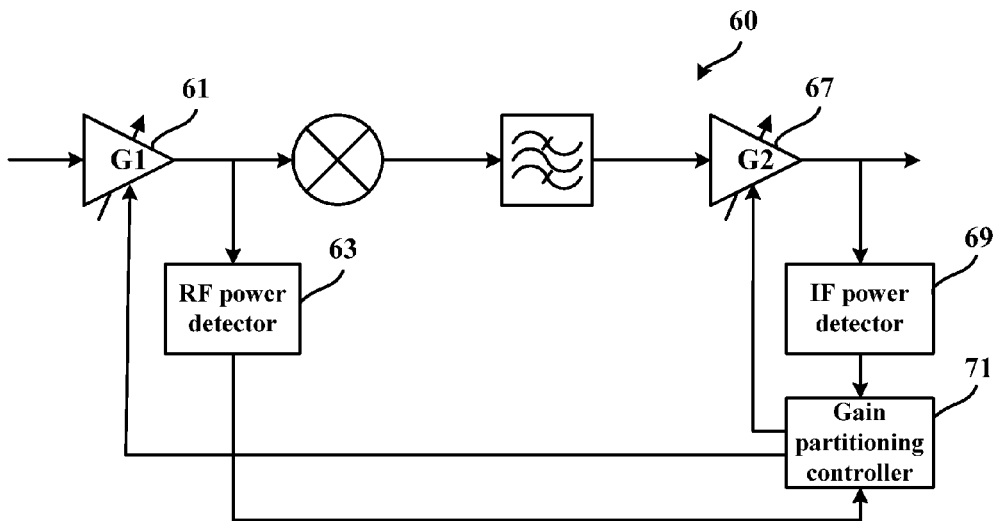 60
61
67
G1
G2
63
69
RF power
detector
IF power
detector
71
Gain
partitioning
controller